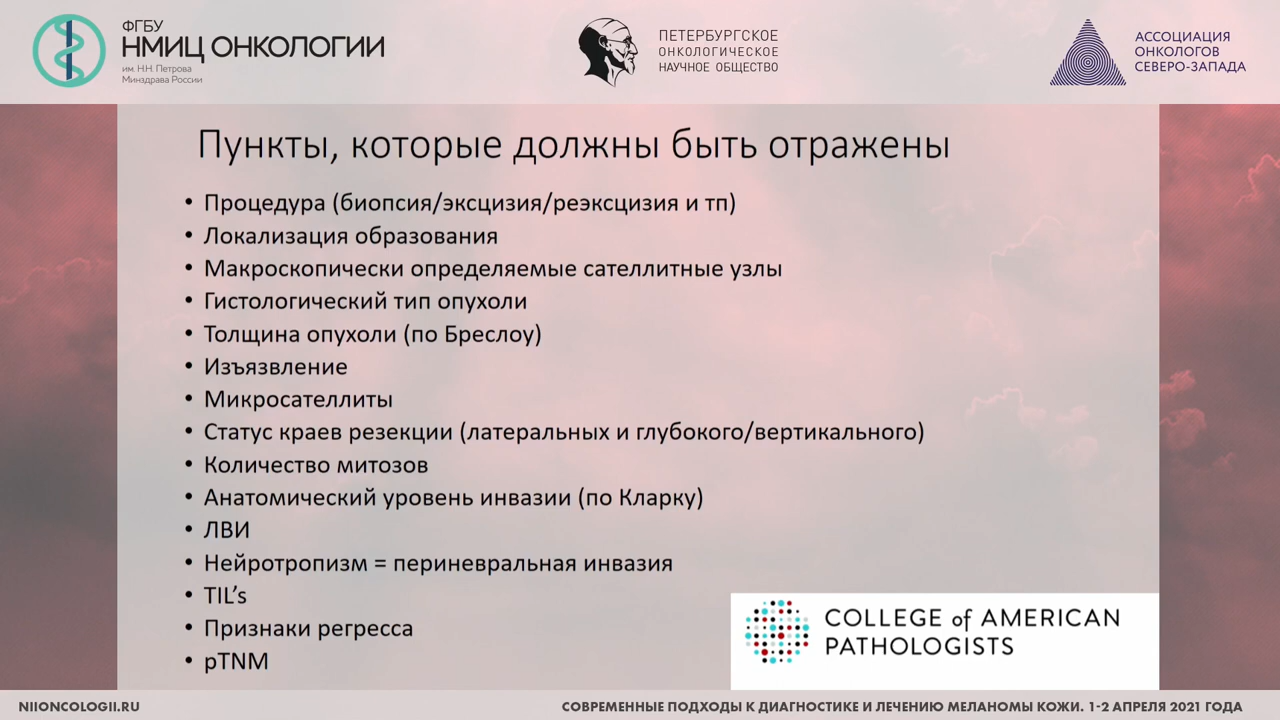 ФГБУ
НМИЦ ОНКОЛОГИИ
им. Н.Н. Петрова
Минздрава России
ПЕТЕРБУРГСКОЕ
ОНКОЛОГИЧЕСКОЕ
НАУЧНОЕ ОБЩЕСТВО
АССОЦИАЦИЯ
ОНКОЛОГОВ
СЕВЕРО-ЗАПАДА
Пункты, которые должны быть отражены
• Процедура (биопсия/эксцизия/реэксцизия и тп)
• Локализация образования
• Макроскопически определяемые сателлитные узлы
• Гистологический тип опухоли
• Толщина опухоли (по Бреслоу)
• Изъязвление
• Микросателлиты
• Статус краев резекции (латеральных и глубокого/вертикального)
• Количество митозов
• Анатомический уровень инвазии (по Кларку)
• ЛВИ
• Нейротропизм = периневральная инвазия
• TIL’s
• Признаки регресса
• pTNM
COLLEGE of AMERICAN
PATHOLOGISTS
NIIONCOLOGII.RU
СОВРЕМЕННЫЕ ПОДХОДЫ К ДИАГНОСТИКЕ И ЛЕЧЕНИЮ МЕЛАНОМЫ КОЖИ. 1-2 АПРЕЛЯ 2021 ГОДА